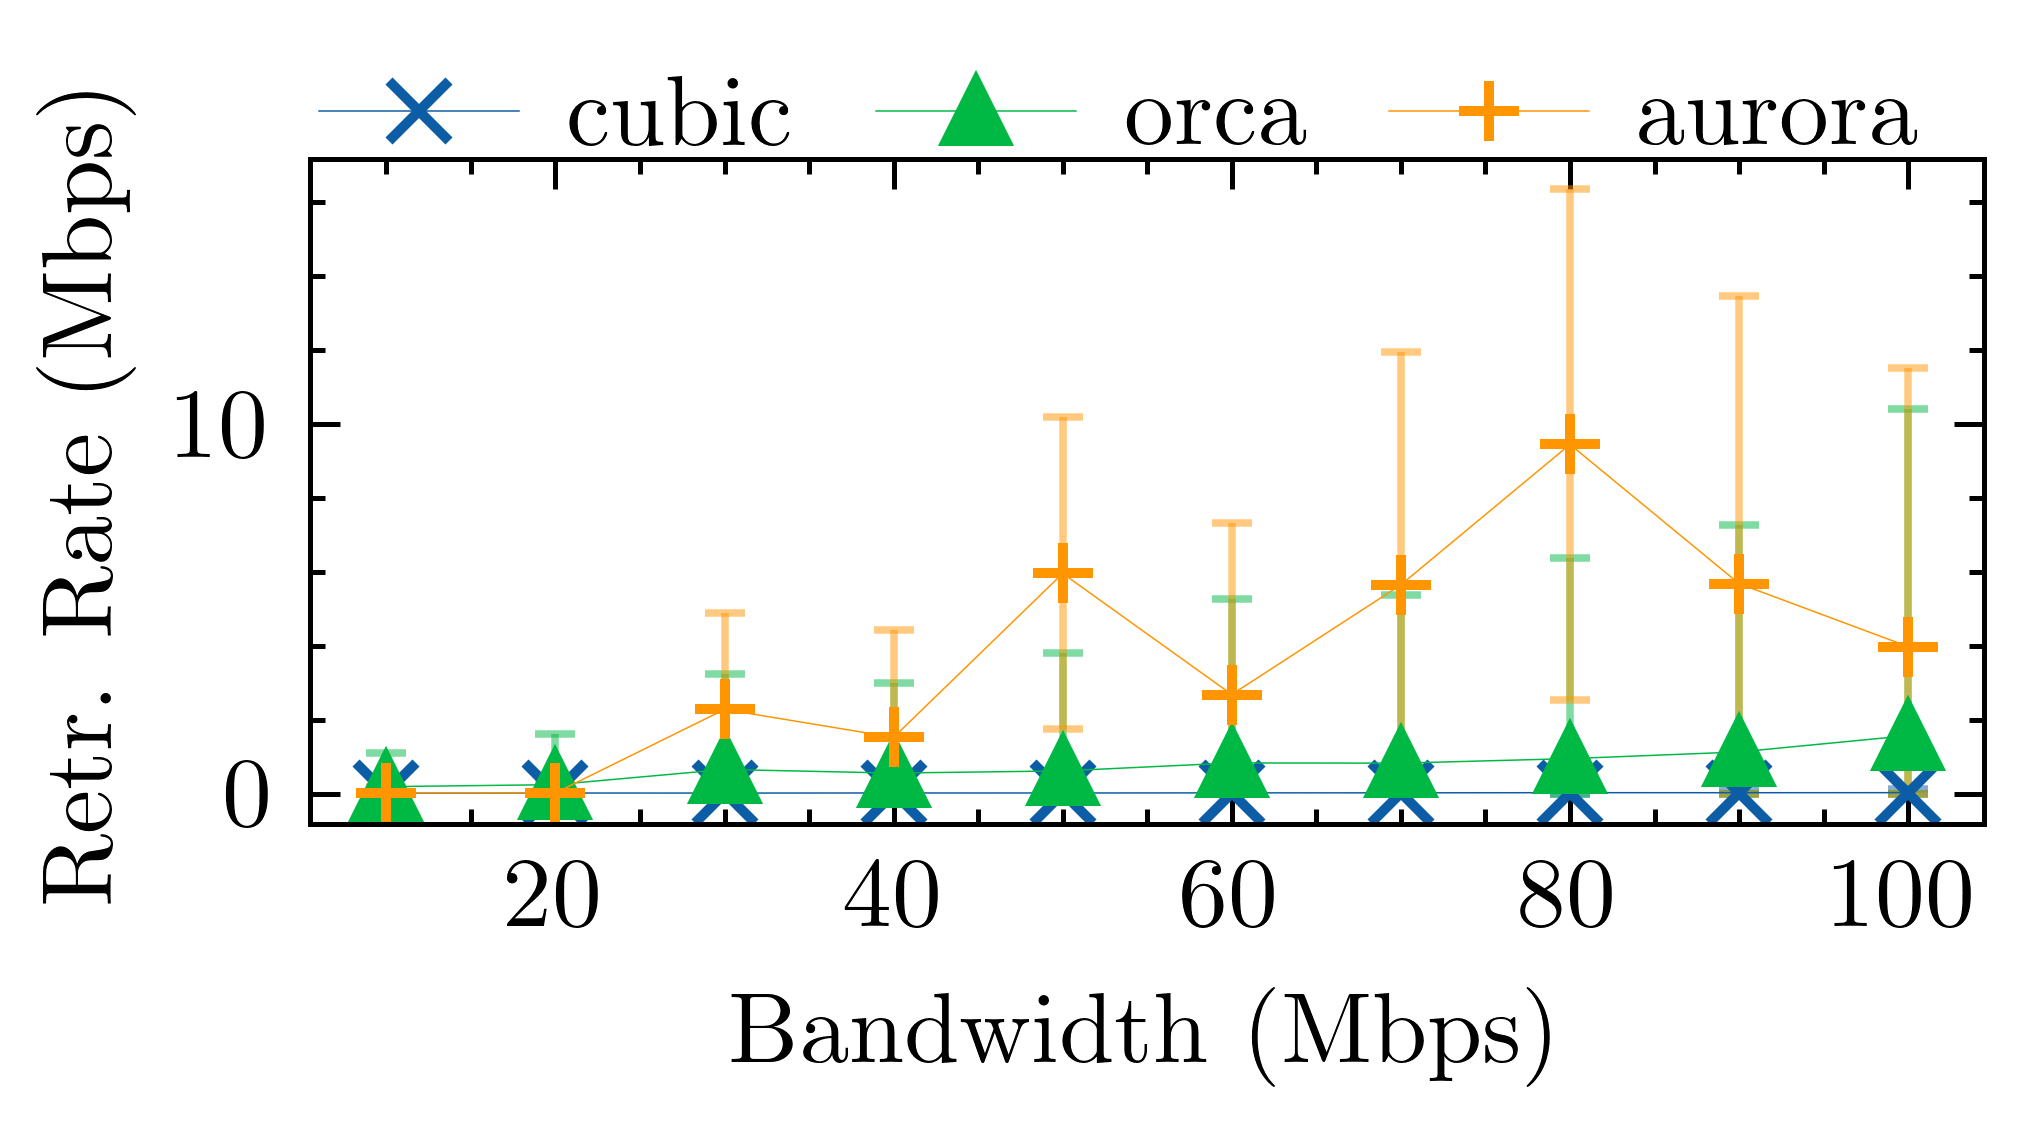 cubic orca aurora
Retr. Rate (Mbps)
10
0
20 40 60 80 100
Bandwidth (Mbps)